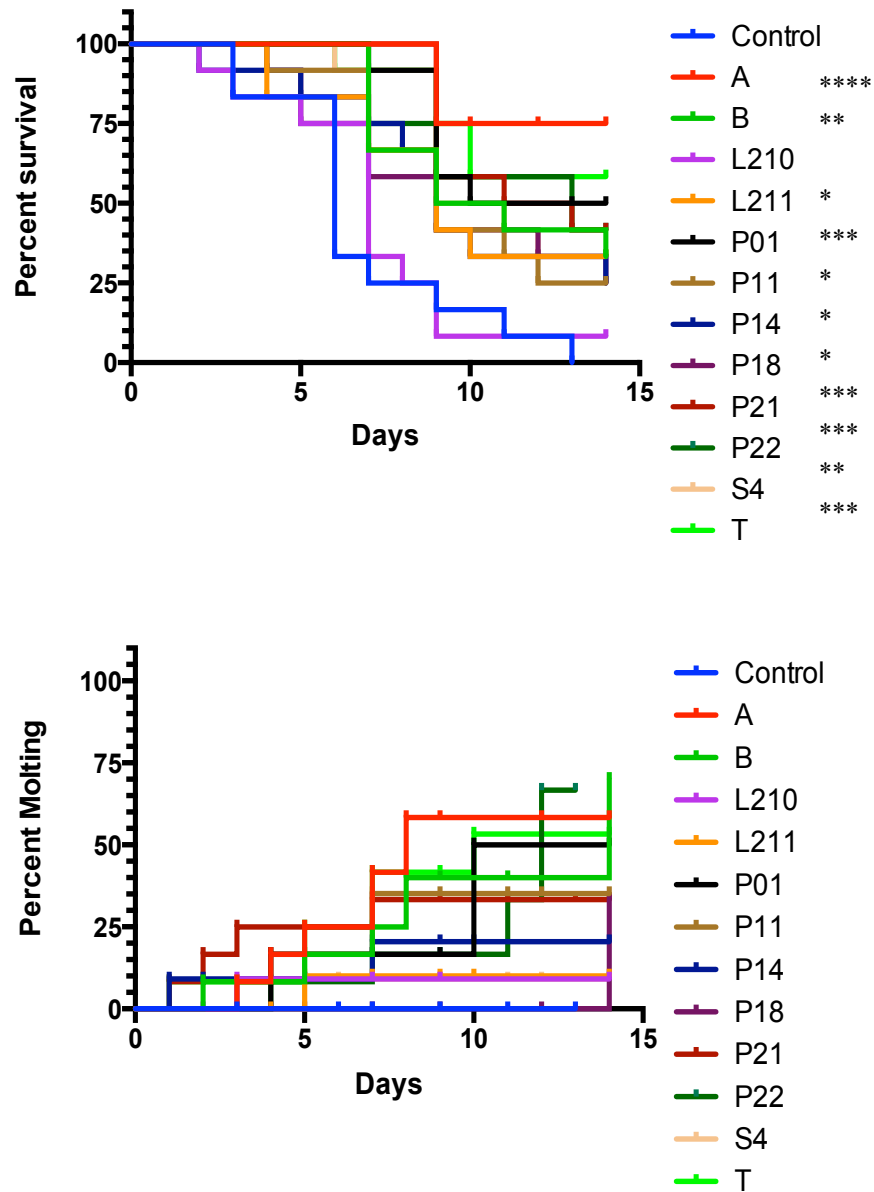 Percent survival
100
75
50
25
0
0 5 10 15
Days
Control
A ****
B **
L210
L211 *
P01 ***
P11 *
P14 *
P18 *
P21 ***
P22 ***
S4 **
T ***
Percent Molting
100
75
50
25
0
0 5 10 15
Days
Control
A
B
L210
L211
P01
P11
P14
P18
P21
P22
S4
T